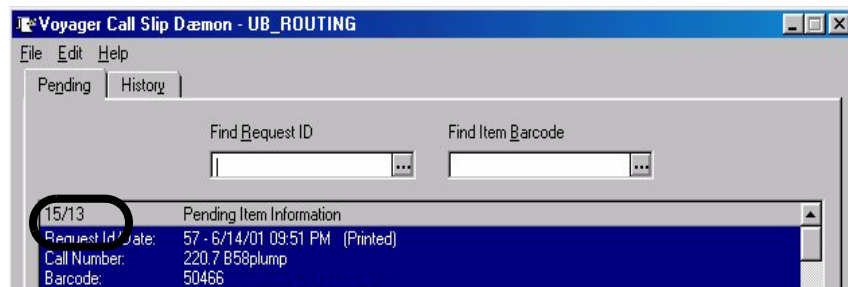 Voyager Call Slip Dæmon - UB_ROUTING
File Edit Help
Pending History
Find Request ID Find Item Barcode
... ...
15/13 Pending Item Information
Request Id/Date: 57 - 6/14/01 09:51 PM (Printed)
Call Number: 220.7 B58plump
Barcode: 50466